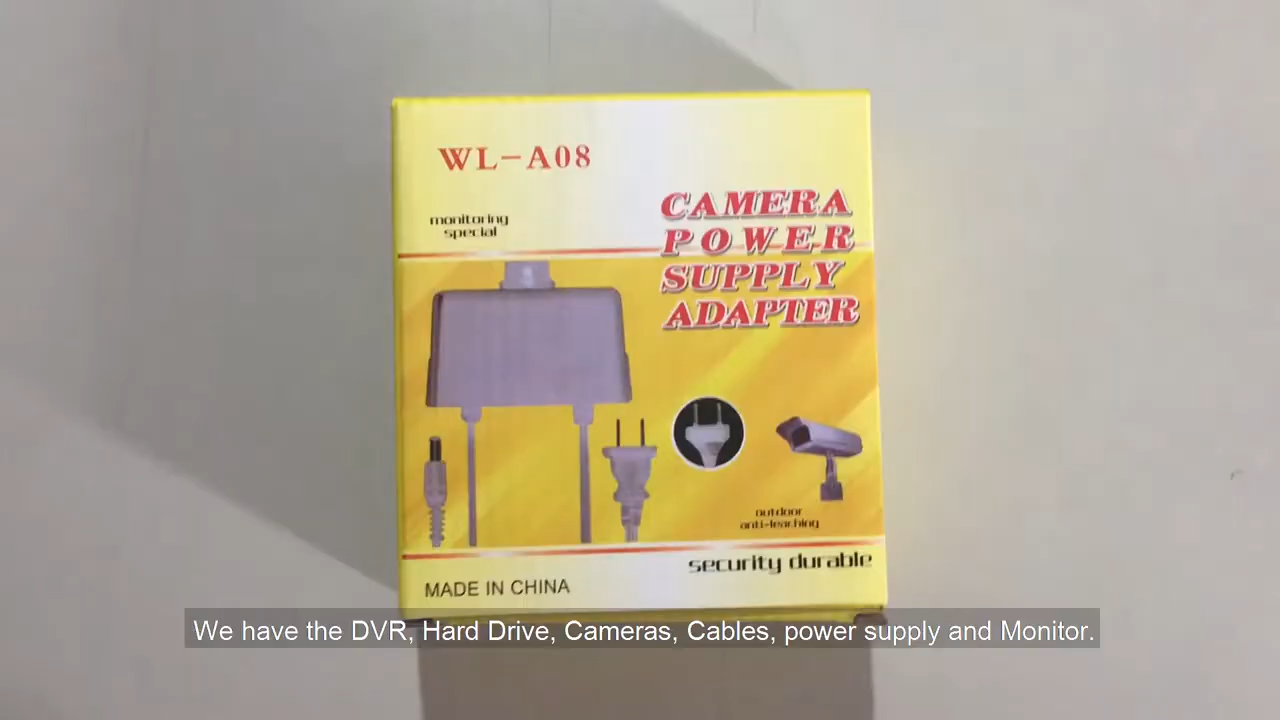 WL-A08
monitoring
special
CAMERA
POWER
SUPPLY
ADAPTER
outdoor
anti-leaching
security durable
MADE IN CHINA
We have the DVR, Hard Drive, Cameras, Cables, power supply and Monitor.